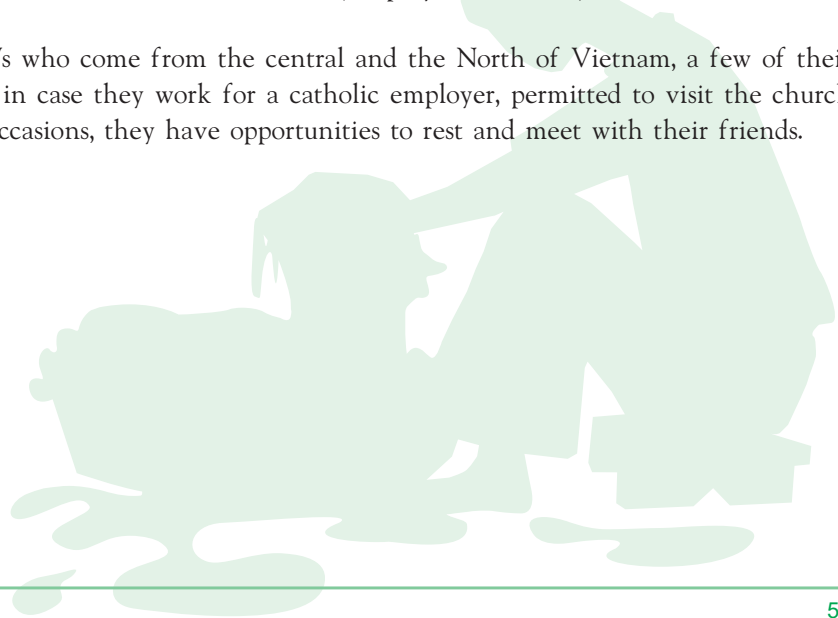 's who come from the central and the North of Vietnam, a few of thei
in case they work for a catholic employer, permitted to visit the churc
ccasions, they have opportunities to rest and meet with their friends.
5